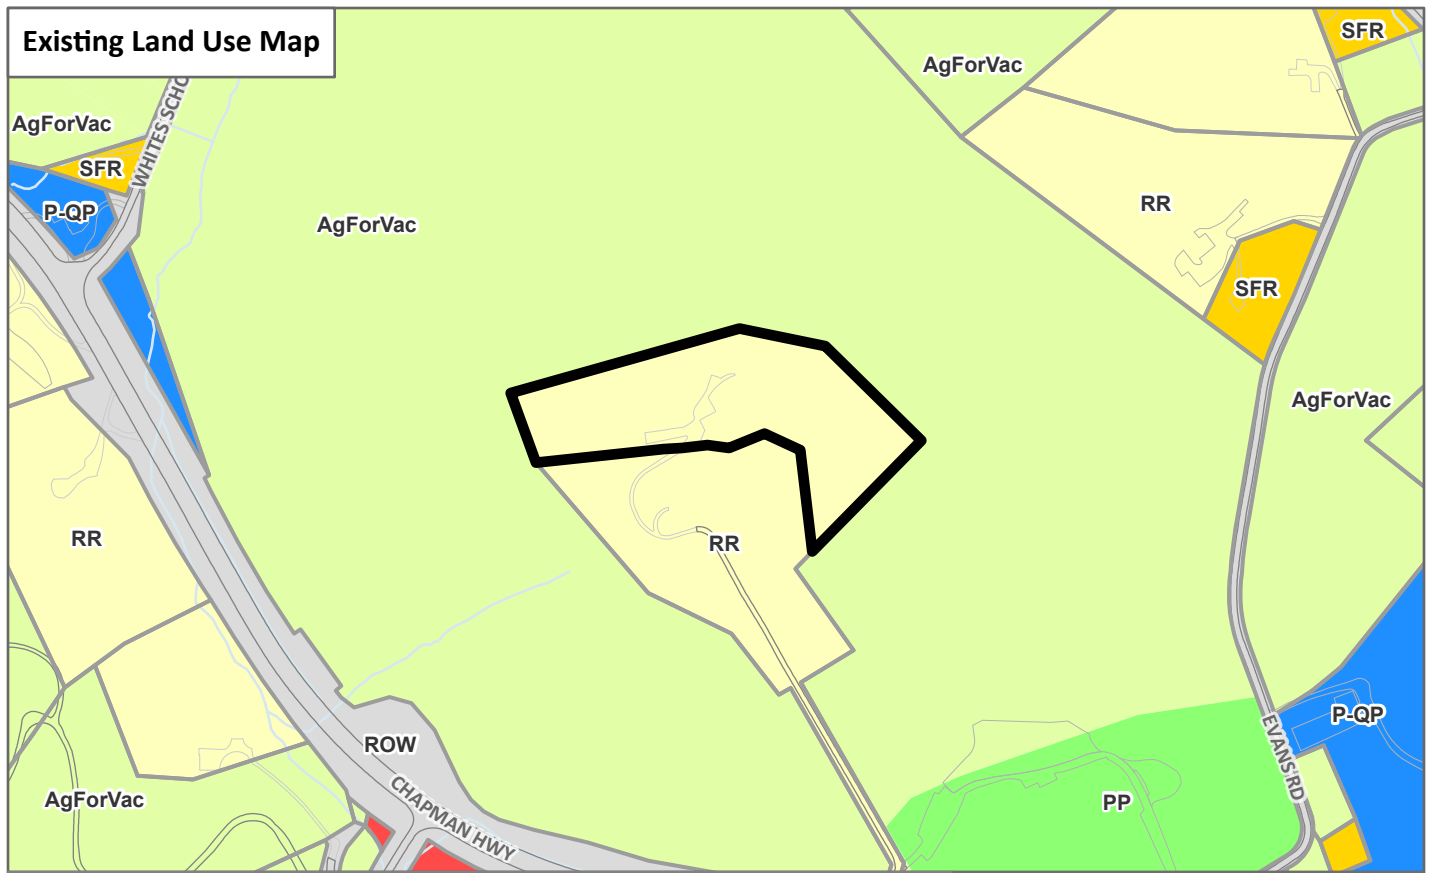 Existing Land Use Map
SFR
AgForVac
AgForVac
WHITES SCHO
SFR
RR
P-QP
AgForVac
SFR
AgForVac
RR
RR
P-QP
EVANS RD
ROW
AgForVac
CHAPMAN HWY
PP